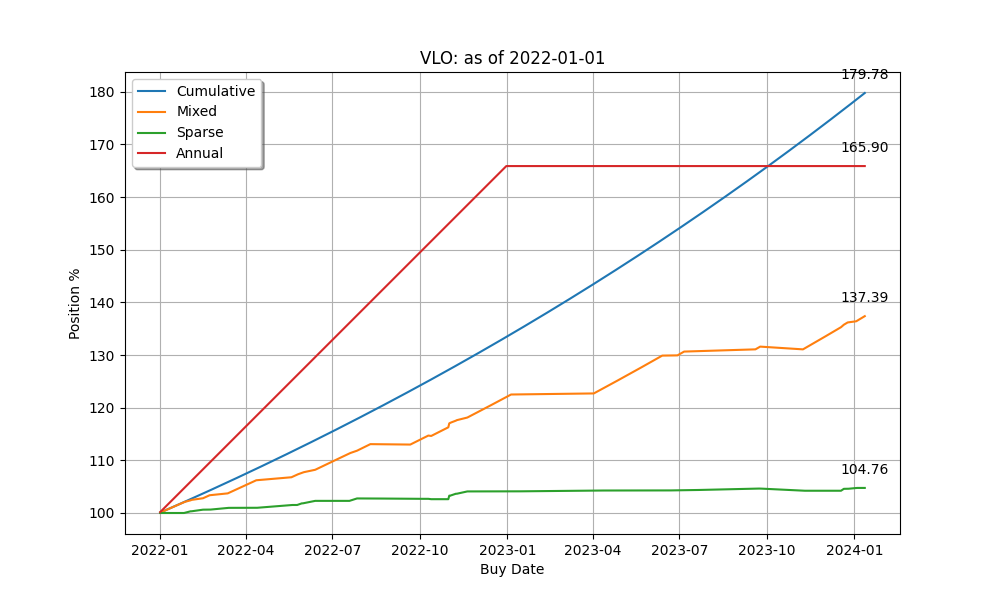 VLO: as of 2022-01-01
179.78
165.90
137.39
104.76
Cumulative
Mixed
Sparse
Annual
Position %
180
170
160
150
140
130
120
110
100
2022-01 2022-04 2022-07 2022-10 2023-01 2023-04 2023-07 2023-10 2024-01
Buy Date